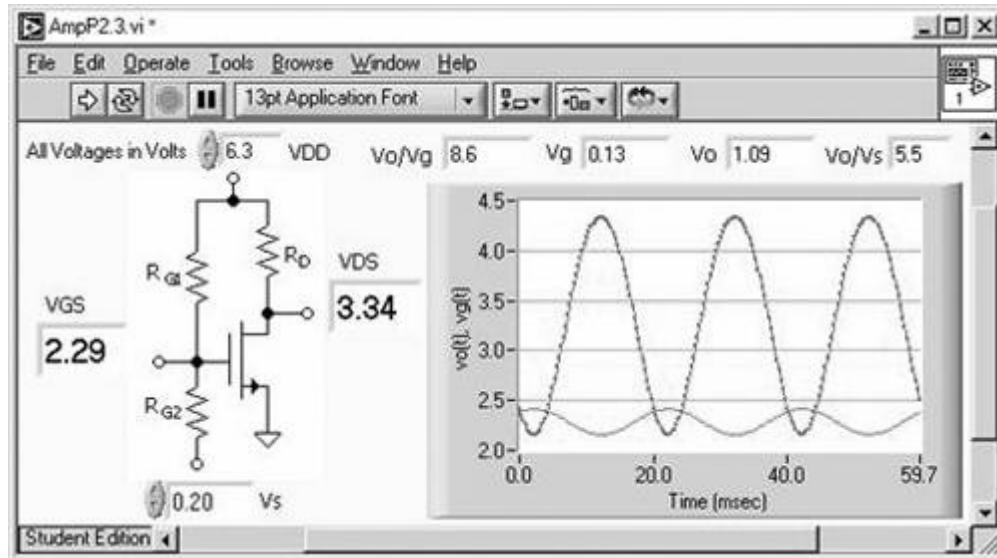 AmpP2.3.vi *
File Edit Operate Tools Browse Window Help
13pt Application Font
1
All Voltages in Volts 6.3 VDD Vo/Vg 8.6 Vg 0.13 Vo 1.09 Vo/Vs 5.5
RG1
RD
VDS
3.34
VGS
2.29
RG2
0.20 Vs
vo(t), vg(t)
4.5
4.0
3.5
3.0
2.5
2.0
0.0 20.0 40.0 59.7
Time (msec)
Student Edition